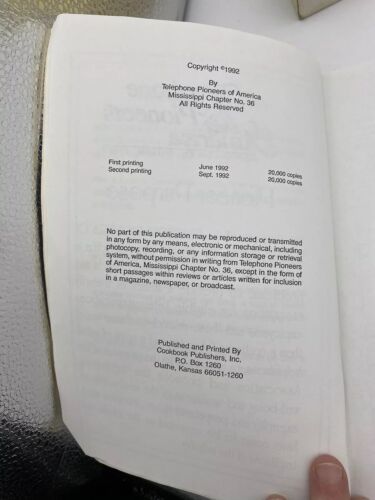 Copyright ©1992
By
Telephone Pioneers of America
Mississippi Chapter No. 36
All Rights Reserved
First printing June 1992 20,000 copies
Second printing Sept. 1992 20,000 copies
No part of this publication may be reproduced or transmitted
in any form by any means, electronic or mechanical, including
photocopy, recording, or any information storage or retrieval
system, without permission in writing from Telephone Pioneers
of America, Mississippi Chapter No. 36, except in the form of
short passages within reviews or articles written for inclusion
in a magazine, newspaper, or broadcast.
Published and Printed By
Cookbook Publishers, Inc.
P.O. Box 1260
Olathe, Kansas 66051-1260